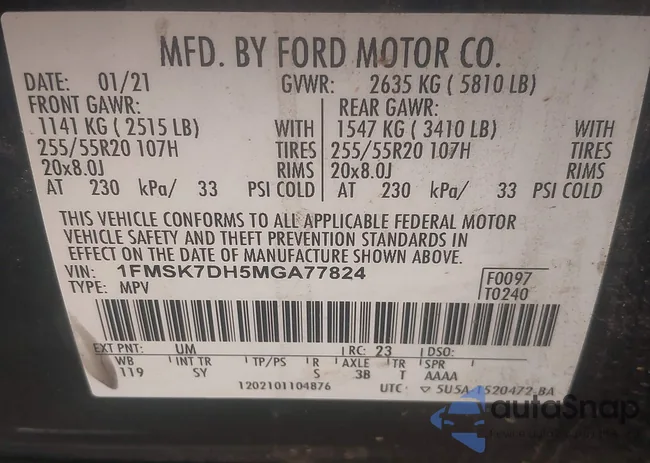 MFD. BY FORD MOTOR CO.
DATE: 01/21 GVWR: 2635 KG ( 5810 LB)
FRONT GAWR: REAR GAWR:
1141 KG ( 2515 LB) WITH 1547 KG ( 3410 LB) WITH
255/55R20 107H TIRES 255/55R20 107H TIRES
20x8.0J RIMS 20x8.0J RIMS
AT 230 kPa/ 33 PSI COLD AT 230 kPa/ 33 PSI COLD
THIS VEHICLE CONFORMS TO ALL APPLICABLE FEDERAL MOTOR
VEHICLE SAFETY AND THEFT PREVENTION STANDARDS IN
EFFECT ON THE DATE OF MANUFACTURE SHOWN ABOVE.
VIN: 1FMSK7DH5MGA77824 F0097
TYPE: MPV T0240
EXT PNT: UM RC: 23 DSO:
WB INT TR TP/PS R AXLE TR SPR
119 SY S 3B T AAAA
1202101104876 UTC 5U5A-1520472-BA
autoSnap